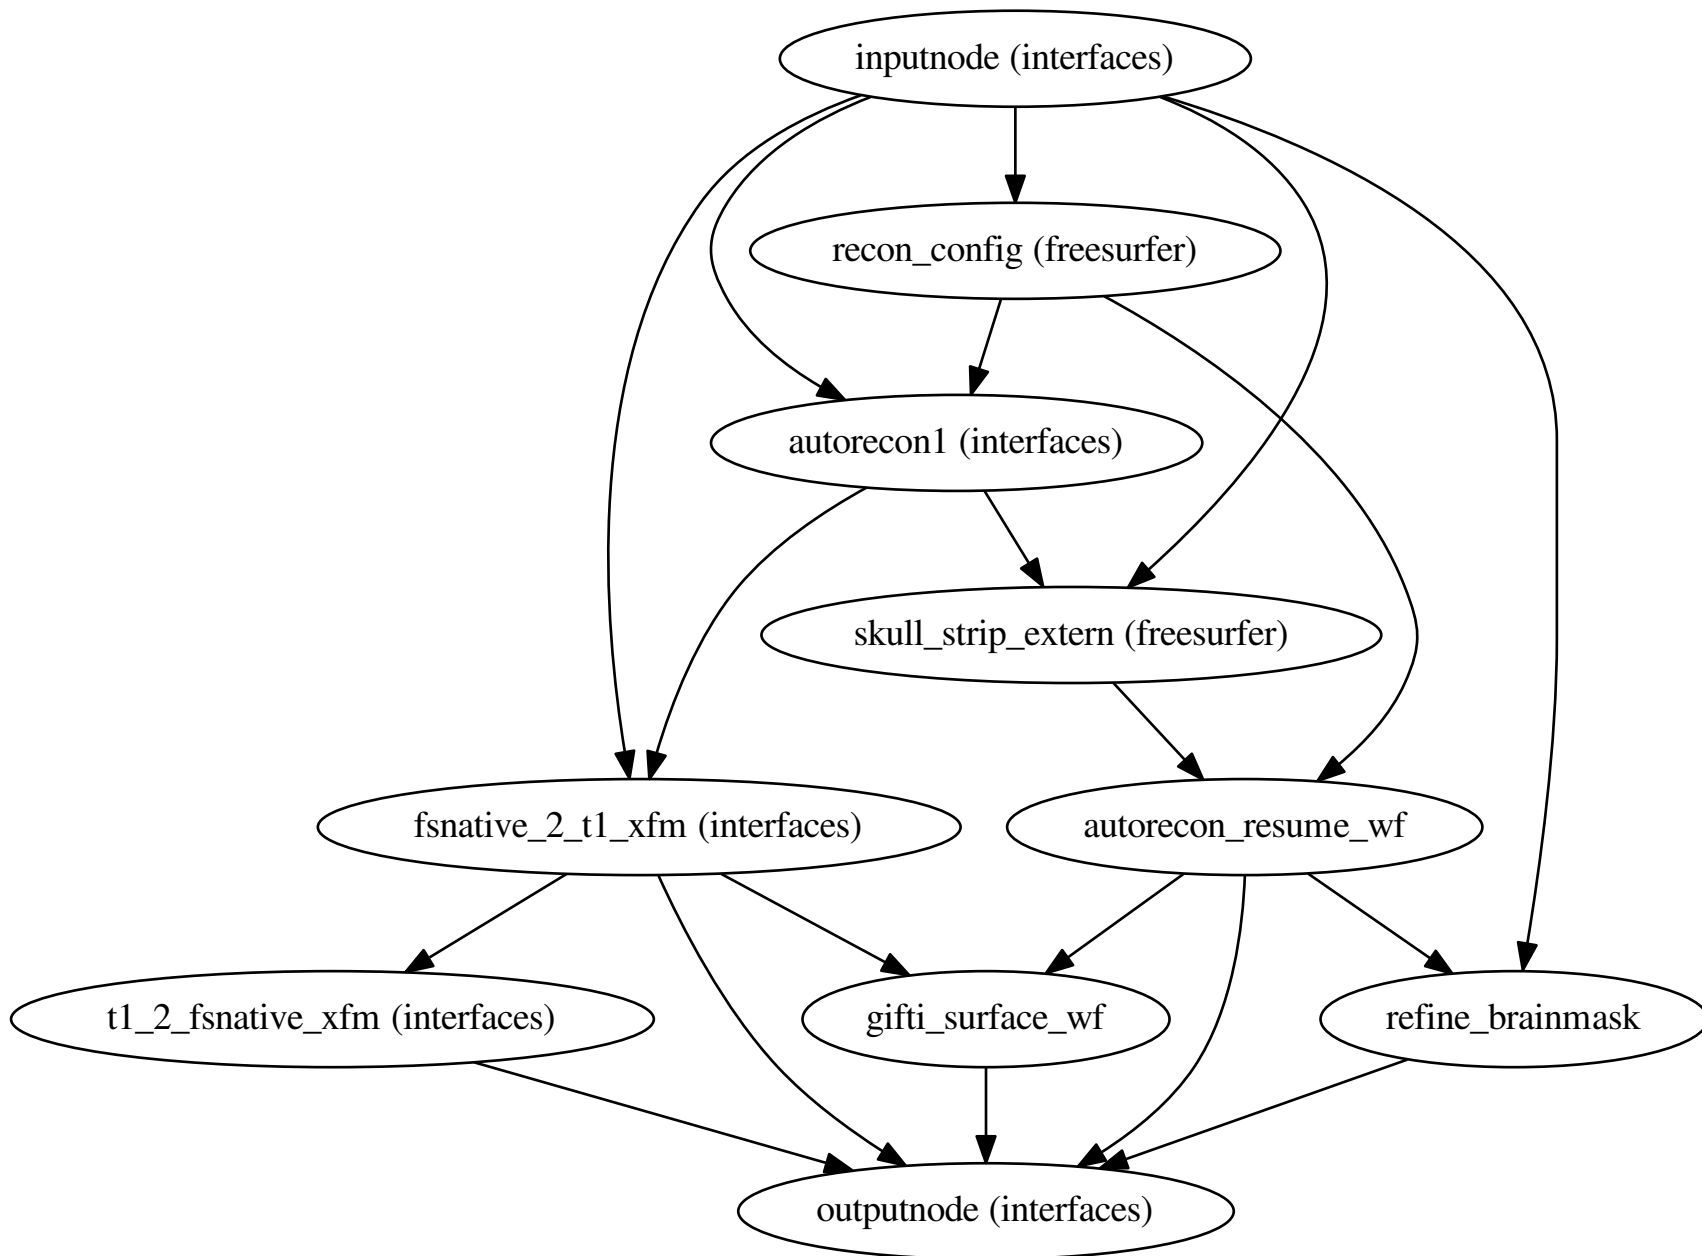 inputnode (interfaces)
recon_config (freesurfer)
autorecon1 (interfaces)
skull_strip_extern (freesurfer)
fsnative_2_t1_xfm (interfaces)
autorecon_resume_wf
t1_2_fsnative_xfm (interfaces)
gifti_surface_wf
refine_brainmask
outputnode (interfaces)